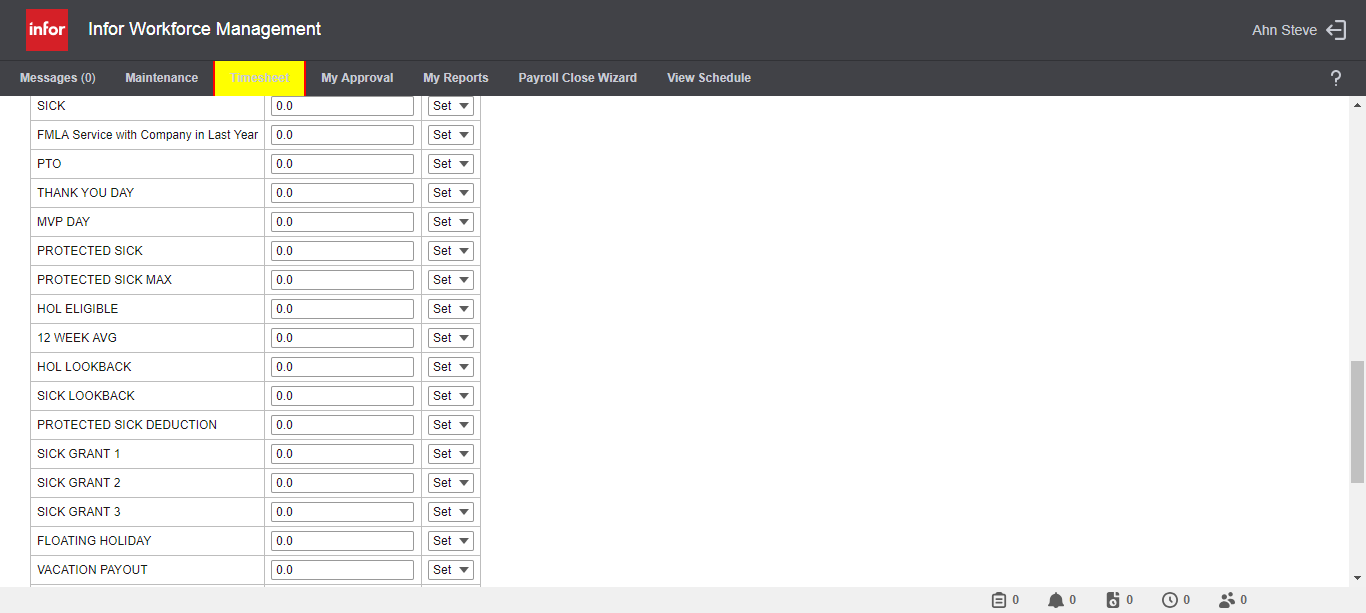 infor Infor Workforce Management Ahn Steve
Messages (0) Maintenance Timesheet My Approval My Reports Payroll Close Wizard View Schedule ?
SICK 0.0 Set
FMLA Service with Company in Last Year 0.0 Set
PTO 0.0 Set
THANK YOU DAY 0.0 Set
MVP DAY 0.0 Set
PROTECTED SICK 0.0 Set
PROTECTED SICK MAX 0.0 Set
HOL ELIGIBLE 0.0 Set
12 WEEK AVG 0.0 Set
HOL LOOKBACK 0.0 Set
SICK LOOKBACK 0.0 Set
PROTECTED SICK DEDUCTION 0.0 Set
SICK GRANT 1 0.0 Set
SICK GRANT 2 0.0 Set
SICK GRANT 3 0.0 Set
FLOATING HOLIDAY 0.0 Set
VACATION PAYOUT 0.0 Set
0 0 0 0 0